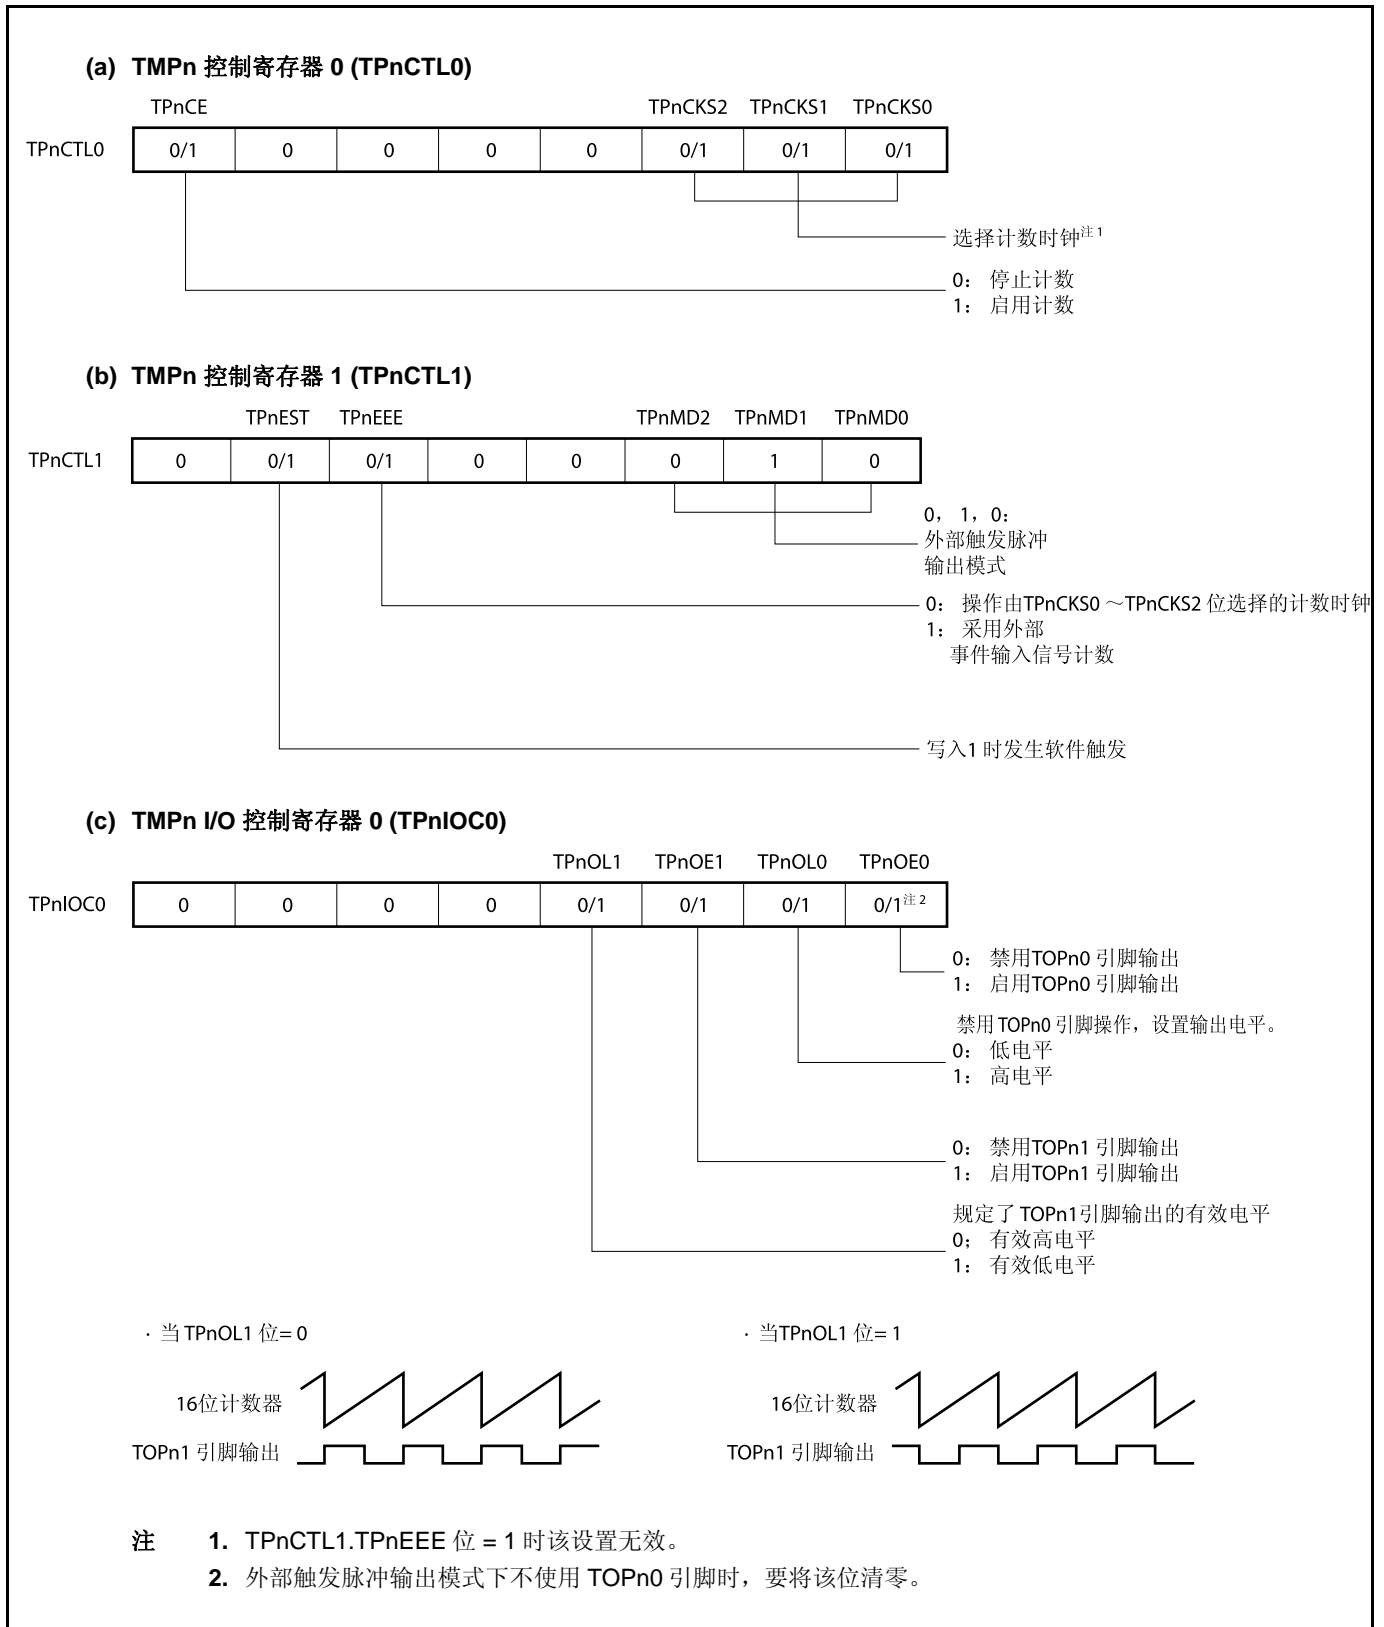 (a) TMPn 控制寄存器 0 (TPnCTL0)
TPnCE TPnCKS2 TPnCKS1 TPnCKS0
TPnCTL0 0/1 0 0 0 0 0/1 0/1 0/1
选择计数时钟注 1
0： 停止计数
1： 启用计数
(b) TMPn 控制寄存器 1 (TPnCTL1)
TPnEST TPnEEE TPnMD2 TPnMD1 TPnMD0
TPnCTL1 0 0/1 0/1 0 0 0 1 0
0， 1，0：
外部触发脉冲
输出模式
0： 操作由TPnCKS0 ～TPnCKS2 位选择的计数时钟
1： 采用外部
事件输入信号计数
写入1 时发生软件触发
(c) TMPn I/O 控制寄存器 0 (TPnIOC0)
TPnOL1 TPnOE1 TPnOL0 TPnOE0
TPnIOC0 0 0 0 0 0/1 0/1 0/1 0/1注 2
0： 禁用TOPn0 引脚输出
1： 启用TOPn0 引脚输出
禁用 TOPn0 引脚操作，设置输出电平。
0： 低电平
1： 高电平
0： 禁用TOPn1 引脚输出
1： 启用TOPn1 引脚输出
规定了 TOPn1引脚输出的有效电平
0； 有效高电平
1： 有效低电平
· 当 TPnOL1 位= 0 · 当TPnOL1 位= 1
16位计数器 16位计数器
TOPn1 引脚输出 TOPn1 引脚输出
注 1. TPnCTL1.TPnEEE 位 = 1 时该设置无效。
2. 外部触发脉冲输出模式下不使用 TOPn0 引脚时，要将该位清零。